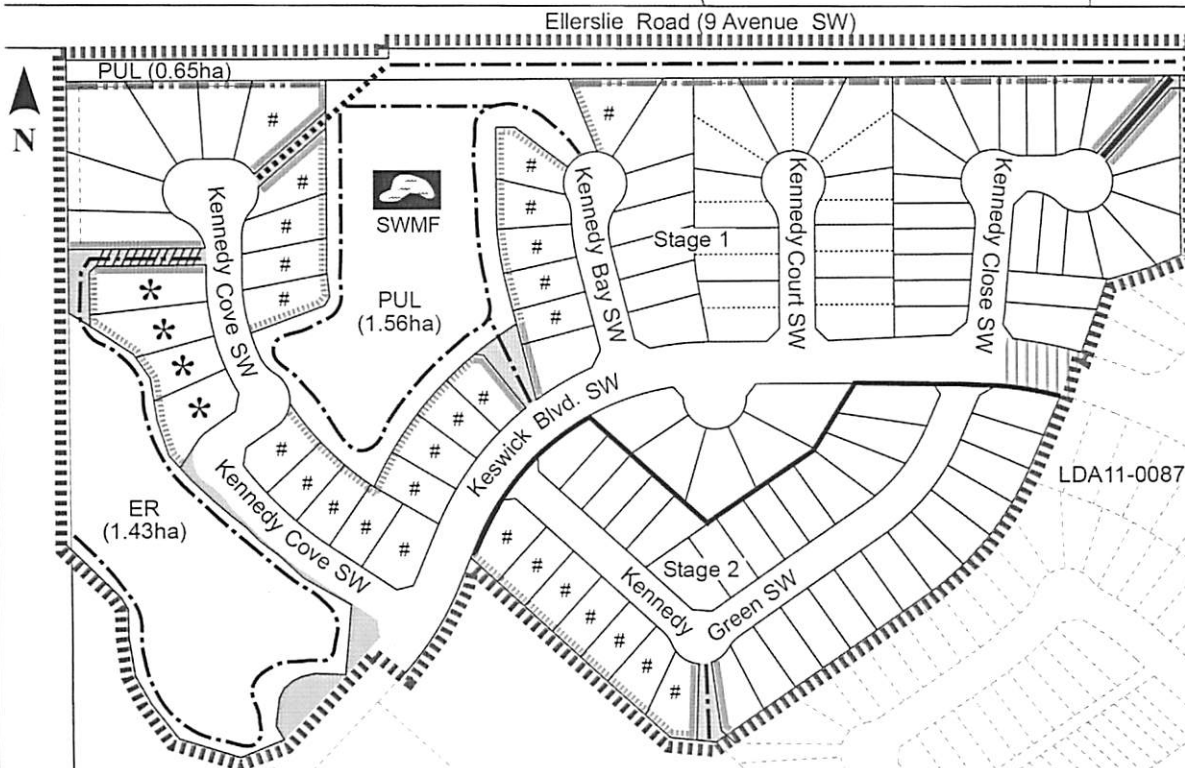 Ellerslie Road (9 Avenue SW)
PUL (0.65ha)
N
#
#
#
#
#
SWMF
PUL
(1.56ha)
#
#
#
#
#
#
Kennedy Cove SW
Kennedy Bay SW
Stage 1
Kennedy Court SW
Kennedy Close SW
*
*
*
*
Kennedy Cove SW
#
#
#
#
#
#
#
#
#
Keswick Blvd. SW
ER
(1.43ha)
LDA11-0087
Stage 2
Kennedy
Green SW
#
#
#
#
#
#
#